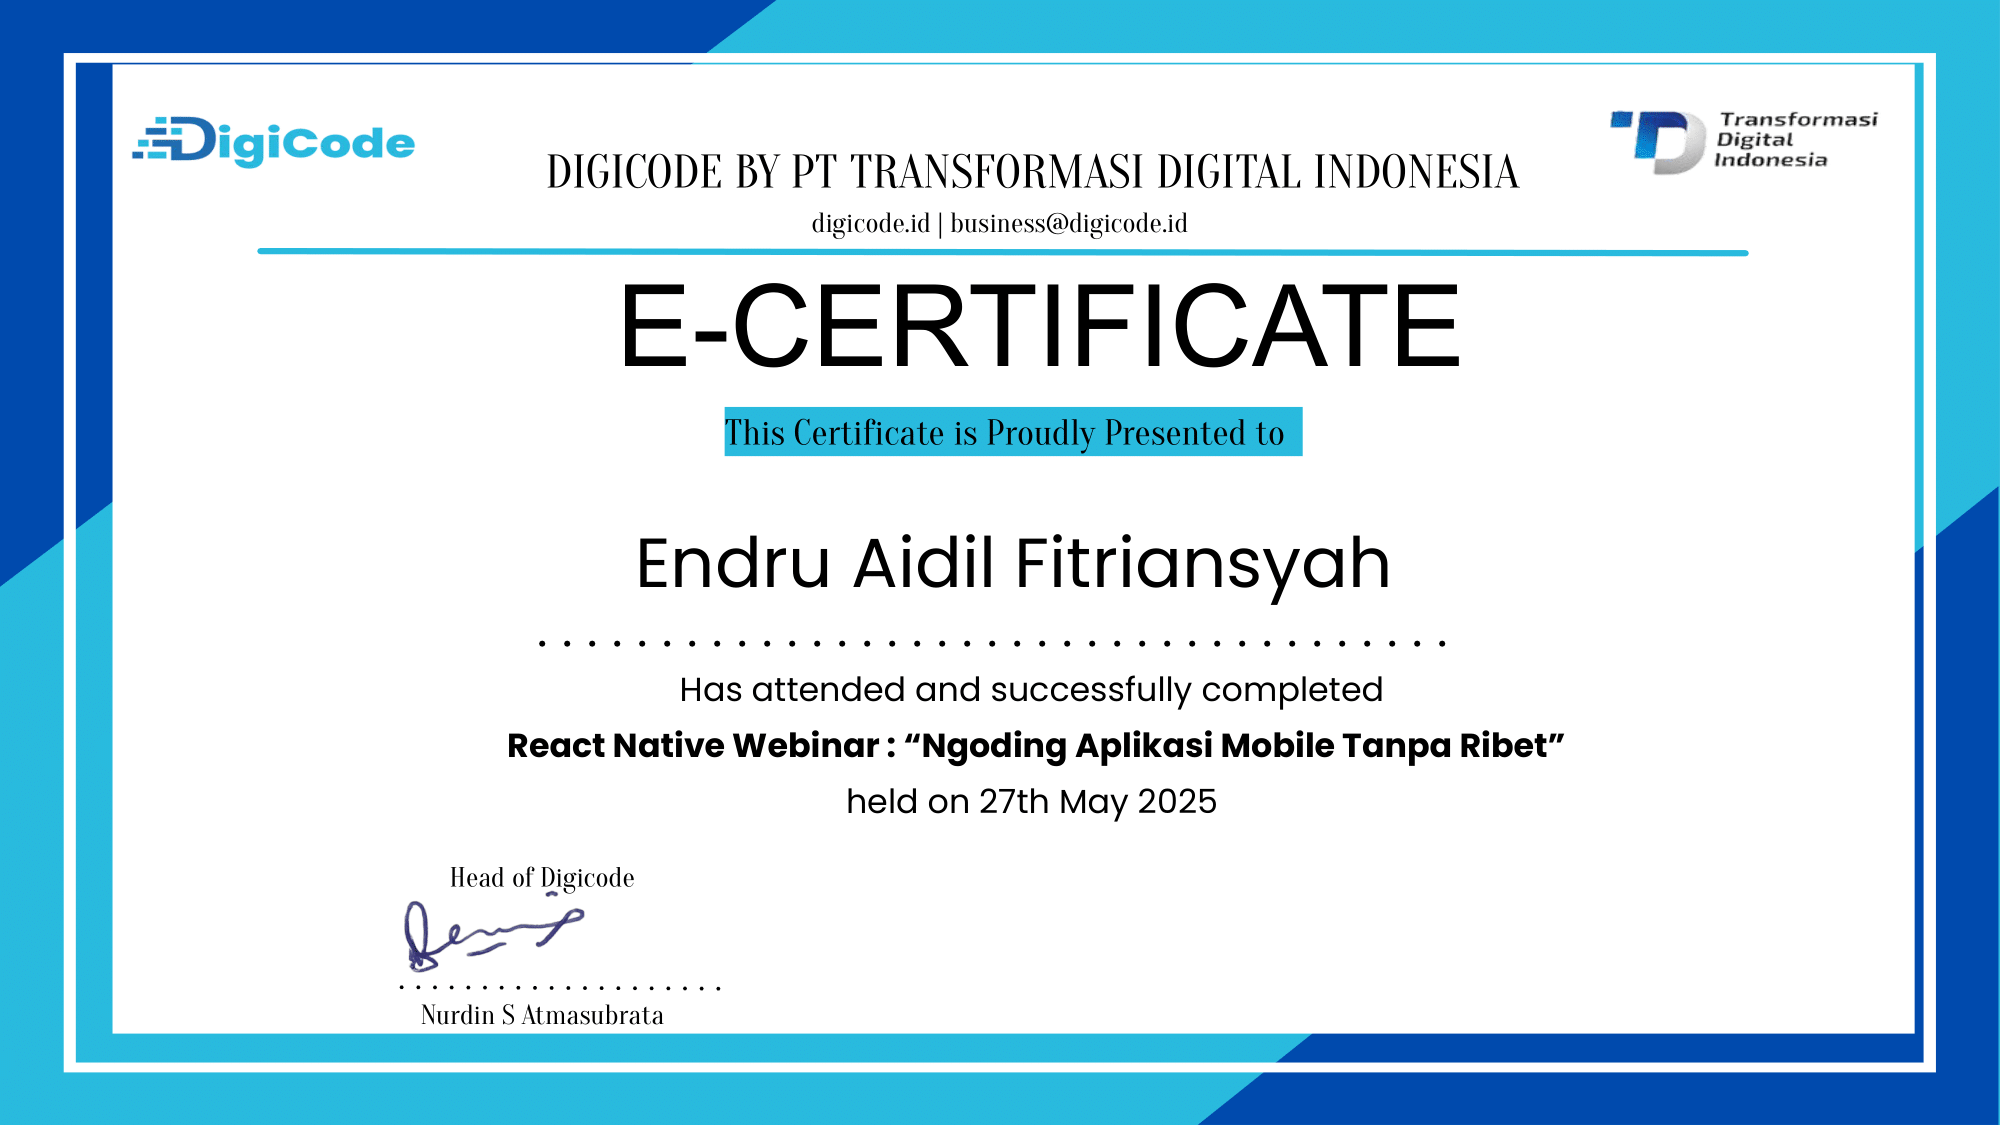 DigiCode
Transformasi
Digital
Indonesia
DIGICODE BY PT TRANSFORMASI DIGITAL INDONESIA
digicode.id | business@digicode.id
E-CERTIFICATE
This Certificate is Proudly Presented to
Endru Aidil Fitriansyah
Has attended and successfully completed
React Native Webinar : “Ngoding Aplikasi Mobile Tanpa Ribet”
held on 27th May 2025
Head of Digicode
Nurdin S Atmasubrata